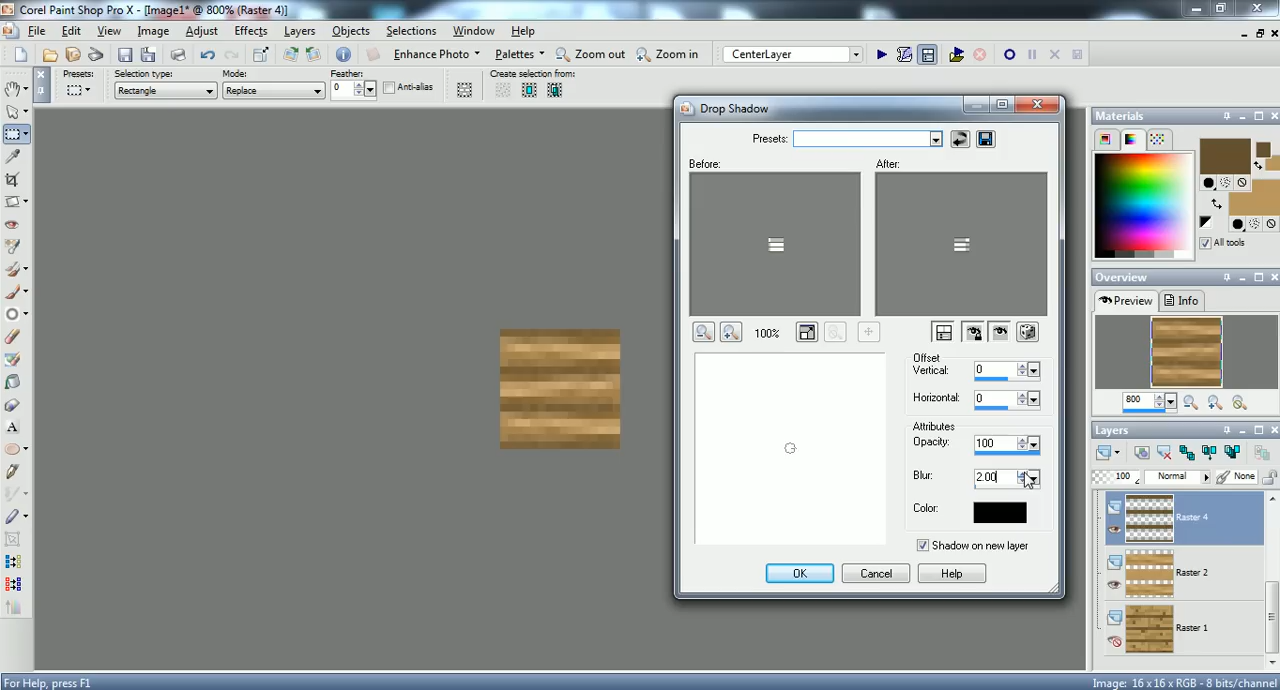 Corel Paint Shop Pro X - [Image1* @ 800% (Raster 4)]
File Edit View Image Adjust Effects Layers Objects Selections Window Help
Enhance Photo Palettes Zoom out Zoom in CenterLayer
Presets: Selection type: Mode: Feather: Create selection from:
Rectangle Replace 0 Anti-alias
Drop Shadow
Presets:
Before: After:
100%
Offset
Vertical: 0
Horizontal: 0
Attributes
Opacity: 100
Blur: 2.00
Color:
Shadow on new layer
OK Cancel Help
Materials
All tools
Overview
Preview Info
800
Layers
100 Normal None
Raster 4
Raster 2
Raster 1
For Help, press F1
Image: 16 x 16 x RGB - 8 bits/channel